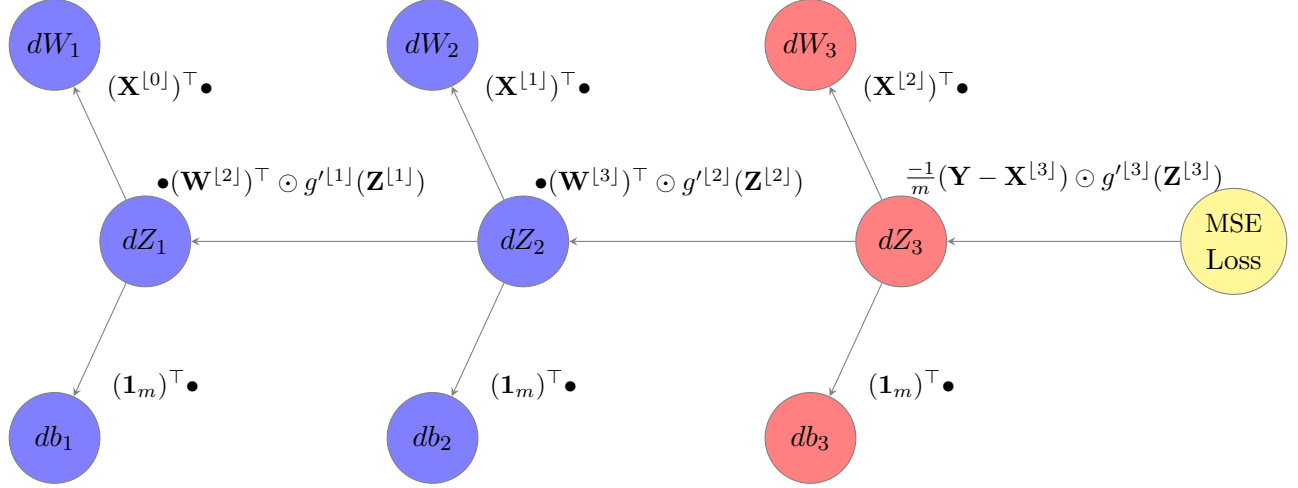 dW₁
dW₂
dW₃
(X^⌊0⌋)^⊤•
(X^⌊1⌋)^⊤•
(X^⌊2⌋)^⊤•
•(W^⌊2⌋)^⊤ ⊙ g′^⌊1⌋(Z^⌊1⌋)
•(W^⌊3⌋)^⊤ ⊙ g′^⌊2⌋(Z^⌊2⌋)
-1/m (Y − X^⌊3⌋) ⊙ g′^⌊3⌋(Z^⌊3⌋)
dZ₁
dZ₂
dZ₃
MSE
Loss
(1ₘ)^⊤•
(1ₘ)^⊤•
(1ₘ)^⊤•
db₁
db₂
db₃